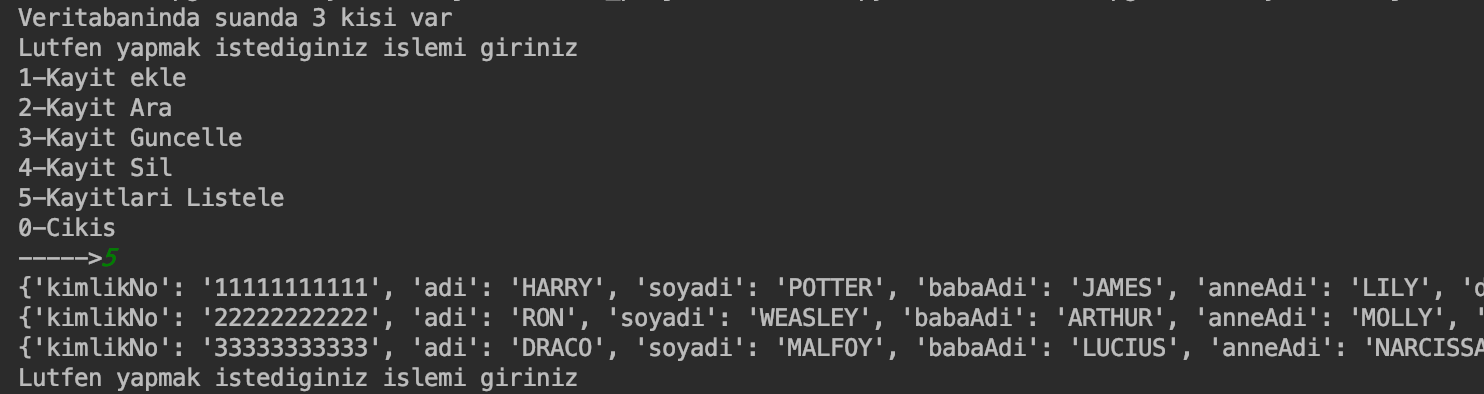 Veritabaninda suanda 3 kisi var
Lutfen yapmak istediginiz islemi giriniz
1-Kayit ekle
2-Kayit Ara
3-Kayit Guncelle
4-Kayit Sil
5-Kayitlari Listele
0-Cikis
----->5
{'kimlikNo': '11111111111', 'adi': 'HARRY', 'soyadi': 'POTTER', 'babaAdi': 'JAMES', 'anneAdi': 'LILY', 'd
{'kimlikNo': '22222222222', 'adi': 'RON', 'soyadi': 'WEASLEY', 'babaAdi': 'ARTHUR', 'anneAdi': 'MOLLY', '
{'kimlikNo': '33333333333', 'adi': 'DRACO', 'soyadi': 'MALFOY', 'babaAdi': 'LUCIUS', 'anneAdi': 'NARCISSA
Lutfen yapmak istediginiz islemi giriniz